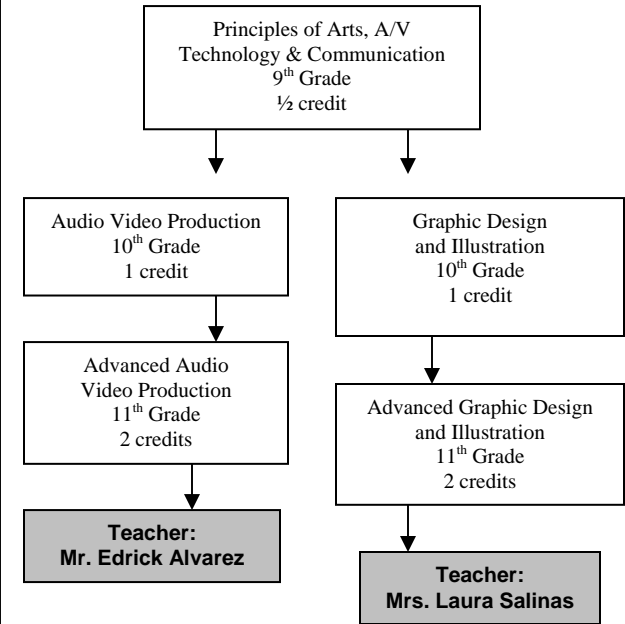 Principles of Arts, A/V
Technology & Communication
9th Grade
½ credit
Audio Video Production
10th Grade
1 credit
Graphic Design
and Illustration
10th Grade
1 credit
Advanced Audio
Video Production
11th Grade
2 credits
Advanced Graphic Design
and Illustration
11th Grade
2 credits
Teacher:
Mr. Edrick Alvarez
Teacher:
Mrs. Laura Salinas